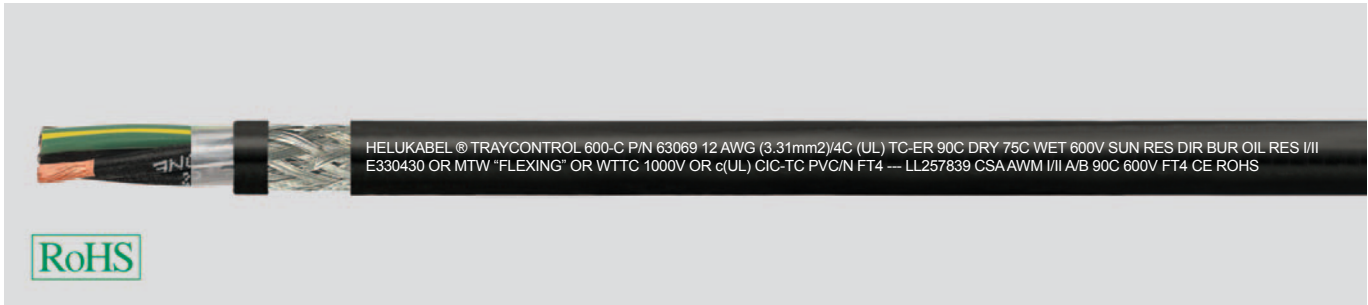 HELUKABEL ® TRAYCONTROL 600-C P/N 63069 12 AWG (3.31mm2)/4C (UL) TC-ER 90C DRY 75C WET 600V SUN RES DIR BUR OIL RES I/II
E330430 OR MTW “FLEXING” OR WTTC 1000V OR c(UL) CIC-TC PVC/N FT4 --- LL257839 CSA AWM I/II A/B 90C 600V FT4 CE ROHS
ONE
RoHS